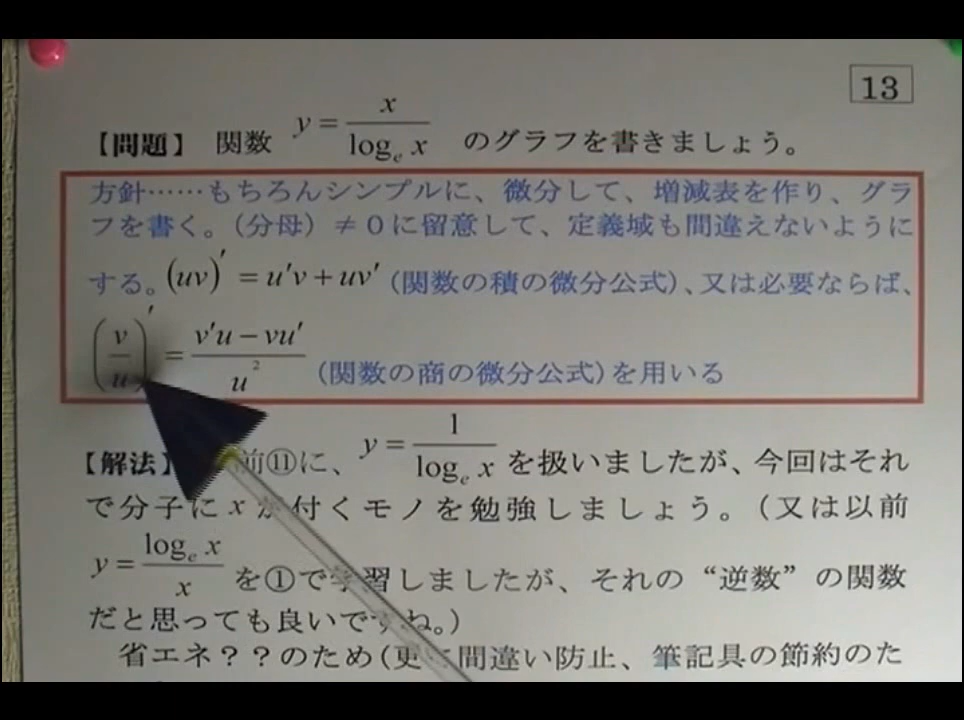 13
【問題】 関数 y = x / logₑ x のグラフを書きましょう。
方針……もちろんシンプルに、微分して、増減表を作り、グラ
フを書く。(分母)≠0に留意して、定義域も間違えないように
する。(uv)′ = u′v + uv′ (関数の積の微分公式)、又は必要ならば、
(v/u)′ = (v′u − vu′) / u² (関数の商の微分公式)を用いる
【解法】 前⑪に、 y = 1 / logₑ x を扱いましたが、今回はそれ
で分子に x が付くモノを勉強しましょう。(又は以前
y = logₑ x / x を①で学習しましたが、それの“逆数”の関数
だと思っても良いですね。)
省エネ??のため(更に間違い防止、筆記具の節約のた